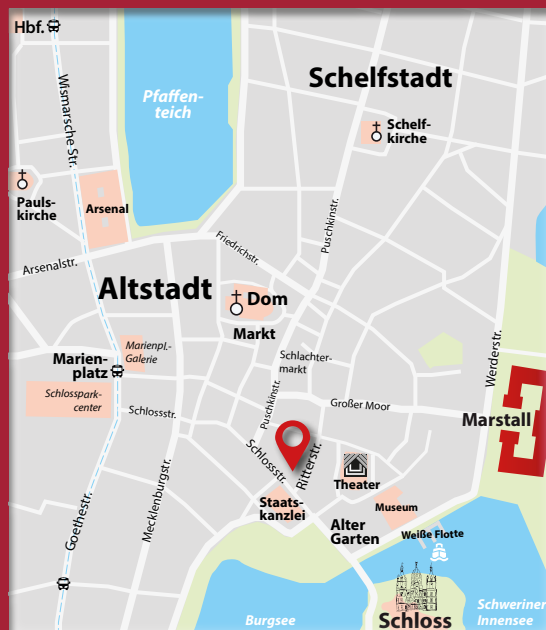 Hbf.
Wismarsche Str.
Pfaffen-
teich
Schelfstadt
Schelf-
kirche
Pauls-
kirche
Arsenal
Puschkinstr.
Friedrichstr.
Arsenalstr.
Altstadt
Dom
Markt
Marienpl.-
Galerie
Schlachter-
markt
Marien-
platz
Werderstr.
Schlosspark-
center
Schlossstr.
Puschkinstr.
Großer Moor
Marstall
Schlossstr.
Ritterstr.
Mecklenburgstr.
Goethestr.
Theater
Staats-
kanzlei
Museum
Alter
Garten
Weiße Flotte
Schloss
Burgsee
Schweriner
Innensee